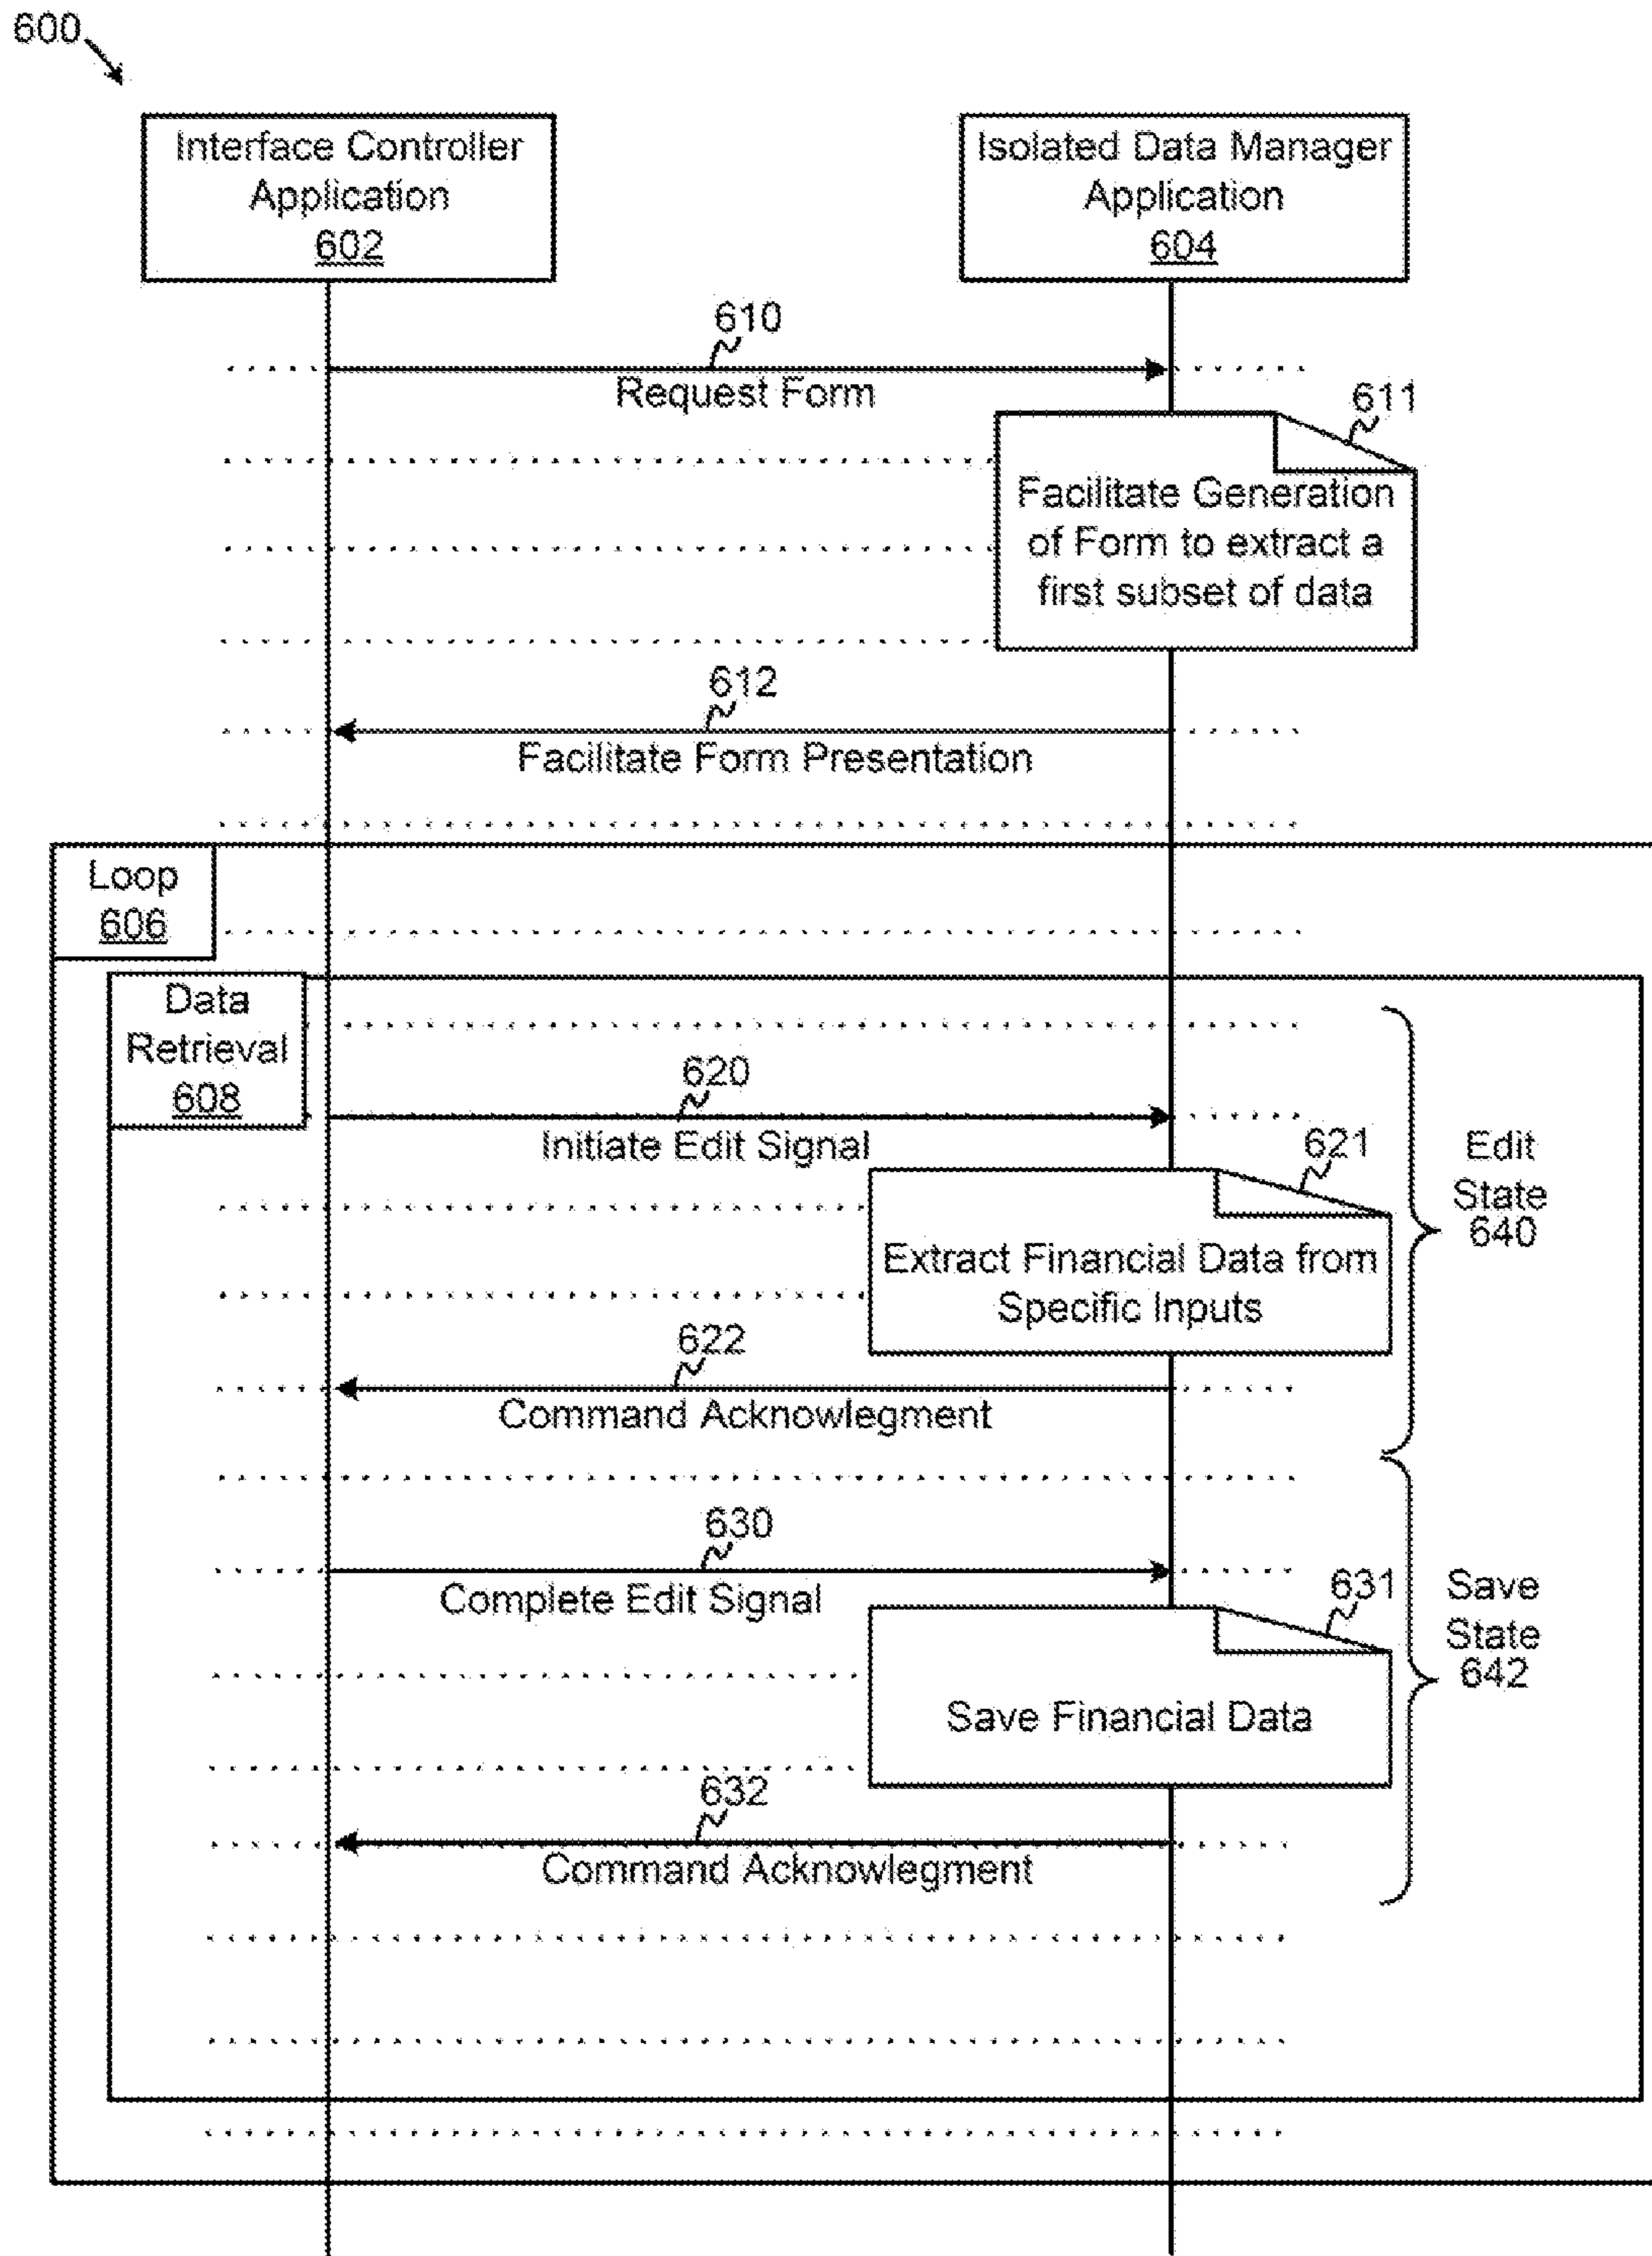 600
Interface Controller
Application
602
Isolated Data Manager
Application
604
610
Request Form
611
Facilitate Generation
of Form to extract a
first subset of data
612
Facilitate Form Presentation
Loop
606
Data
Retrieval
608
620
Initiate Edit Signal
621
Extract Financial Data from
Specific Inputs
Edit
State
640
622
Command Acknowlegment
630
Complete Edit Signal
631
Save Financial Data
Save
State
642
632
Command Acknowlegment